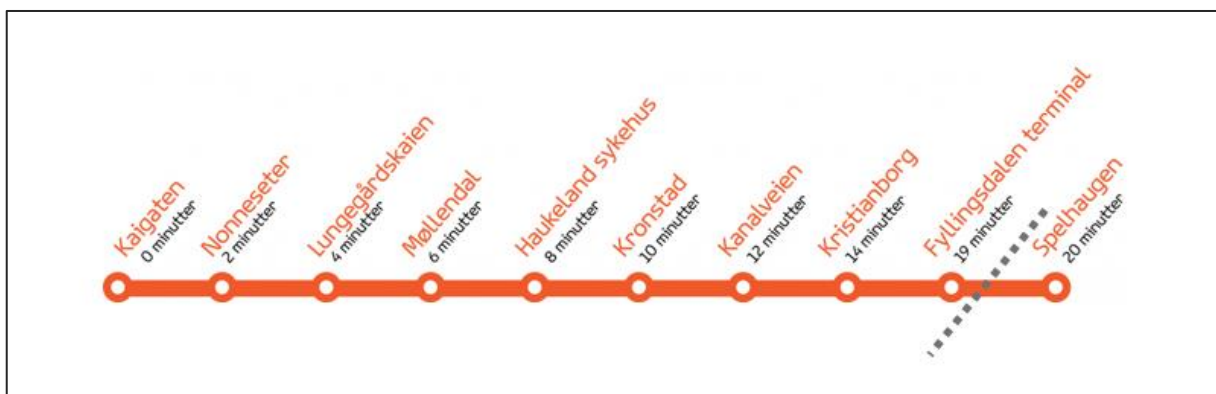 Kaigaten
0 minutter
Nonneseter
2 minutter
Lungegårdskaien
4 minutter
Møllendal
6 minutter
Haukeland sykehus
8 minutter
Kronstad
10 minutter
Kanalveien
12 minutter
Kristianborg
14 minutter
Fyllingsdalen terminal
19 minutter
Spelhaugen
20 minutter